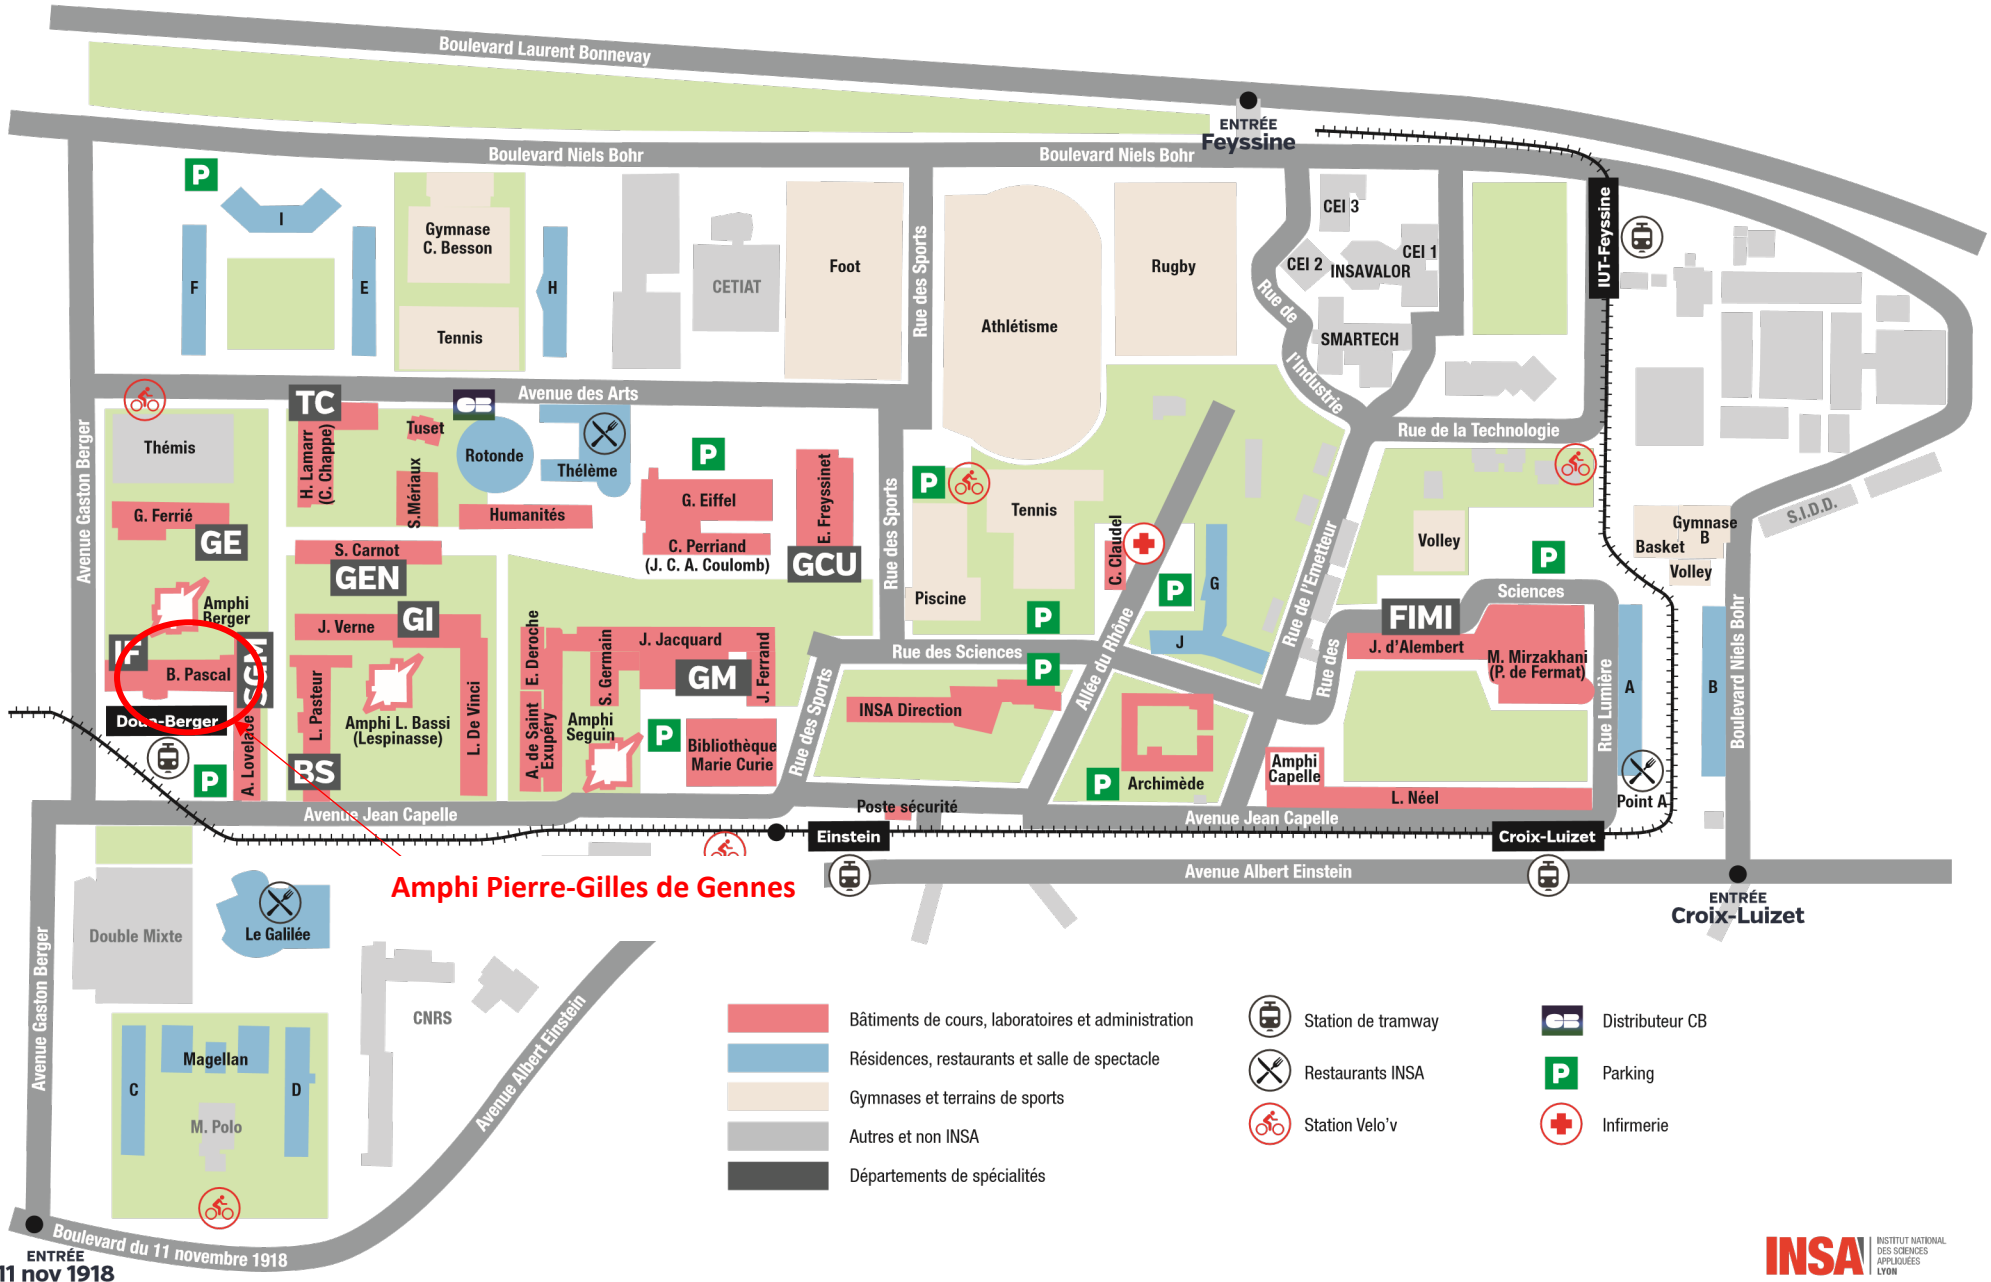 Boulevard Laurent Bonnevay
ENTRÉE
Feyssine
Boulevard Niels Bohr
Boulevard Niels Bohr
P
I
F
E
Gymnase
C. Besson
Tennis
H
CETIAT
Foot
Rue des Sports
Athlétisme
Rugby
CEI 3
CEI 2
CEI 1
INSAVALOR
SMARTECH
Rue de
l'Industrie
IUT-Feyssine
Avenue des Arts
Avenue Gaston Berger
Thémis
TC
H. Lamarr
(C. Chappe)
CB
Tuset
Rotonde
Thélème
S.Mériaux
Humanités
P
G. Eiffel
C. Perriand
(J. C. A. Coulomb)
E. Freyssinet
GCU
Rue des Sports
P
Tennis
Piscine
P
C. Claudel
P
G
J
Rue de la Technologie
Rue de l'Emetteur
Volley
P
S.I.D.D.
Gymnase
B
Basket
Volley
G. Ferrié
GE
Amphi
Berger
S. Carnot
GEN
J. Verne
GI
IF
B. Pascal
SGM
Doua-Berger
P
A. Lovelace
L. Pasteur
BS
Amphi L. Bassi
(Lespinasse)
L. De Vinci
E. Deroche
A. de Saint
Exupéry
S. Germain
Amphi
Seguin
J. Jacquard
GM
J. Ferrand
P
Bibliothèque
Marie Curie
Rue des Sports
Rue des Sciences
P
INSA Direction
Allée du Rhône
P
Archimède
Rue des
Sciences
FIMI
J. d'Alembert
M. Mirzakhani
(P. de Fermat)
Rue Lumière
A
B
Boulevard Niels Bohr
Amphi
Capelle
L. Néel
Point A
Avenue Jean Capelle
Poste sécurité
Avenue Jean Capelle
Einstein
Croix-Luizet
Avenue Albert Einstein
ENTRÉE
Croix-Luizet
Amphi Pierre-Gilles de Gennes
Double Mixte
Le Galilée
CNRS
Avenue Gaston Berger
Magellan
C
D
M. Polo
Avenue Albert Einstein
Boulevard du 11 novembre 1918
ENTRÉE
11 nov 1918
Bâtiments de cours, laboratoires et administration
Résidences, restaurants et salle de spectacle
Gymnases et terrains de sports
Autres et non INSA
Départements de spécialités
Station de tramway
Restaurants INSA
Station Velo'v
CB
Distributeur CB
P
Parking
Infirmerie
INSA
INSTITUT NATIONAL
DES SCIENCES
APPLIQUÉES
LYON